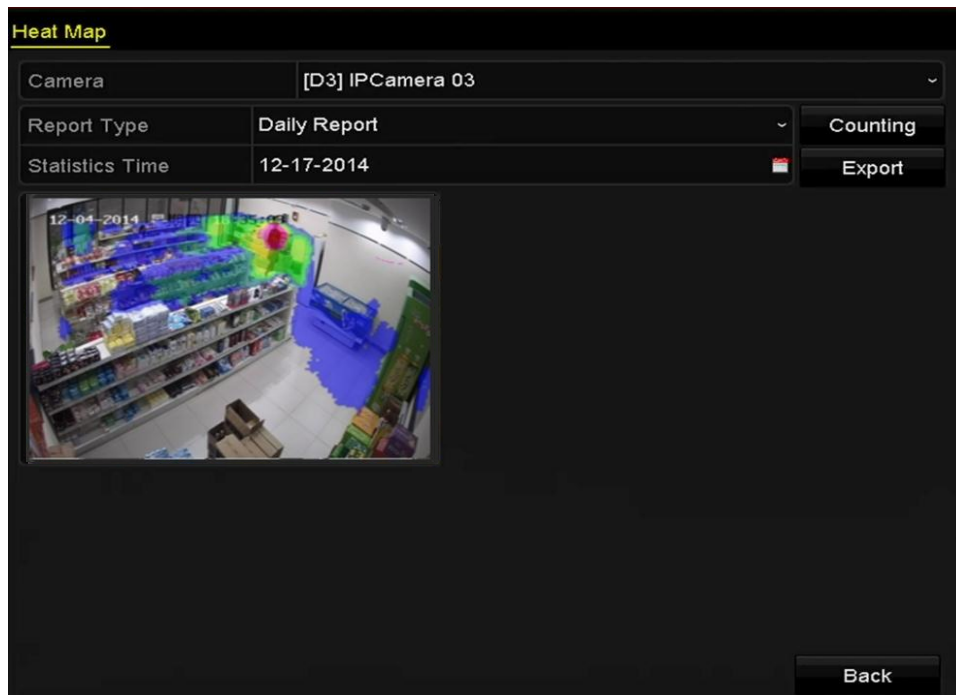 Heat Map
Camera [D3] IPCamera 03
Report Type Daily Report Counting
Statistics Time 12-17-2014 Export
12-04-2014
Back